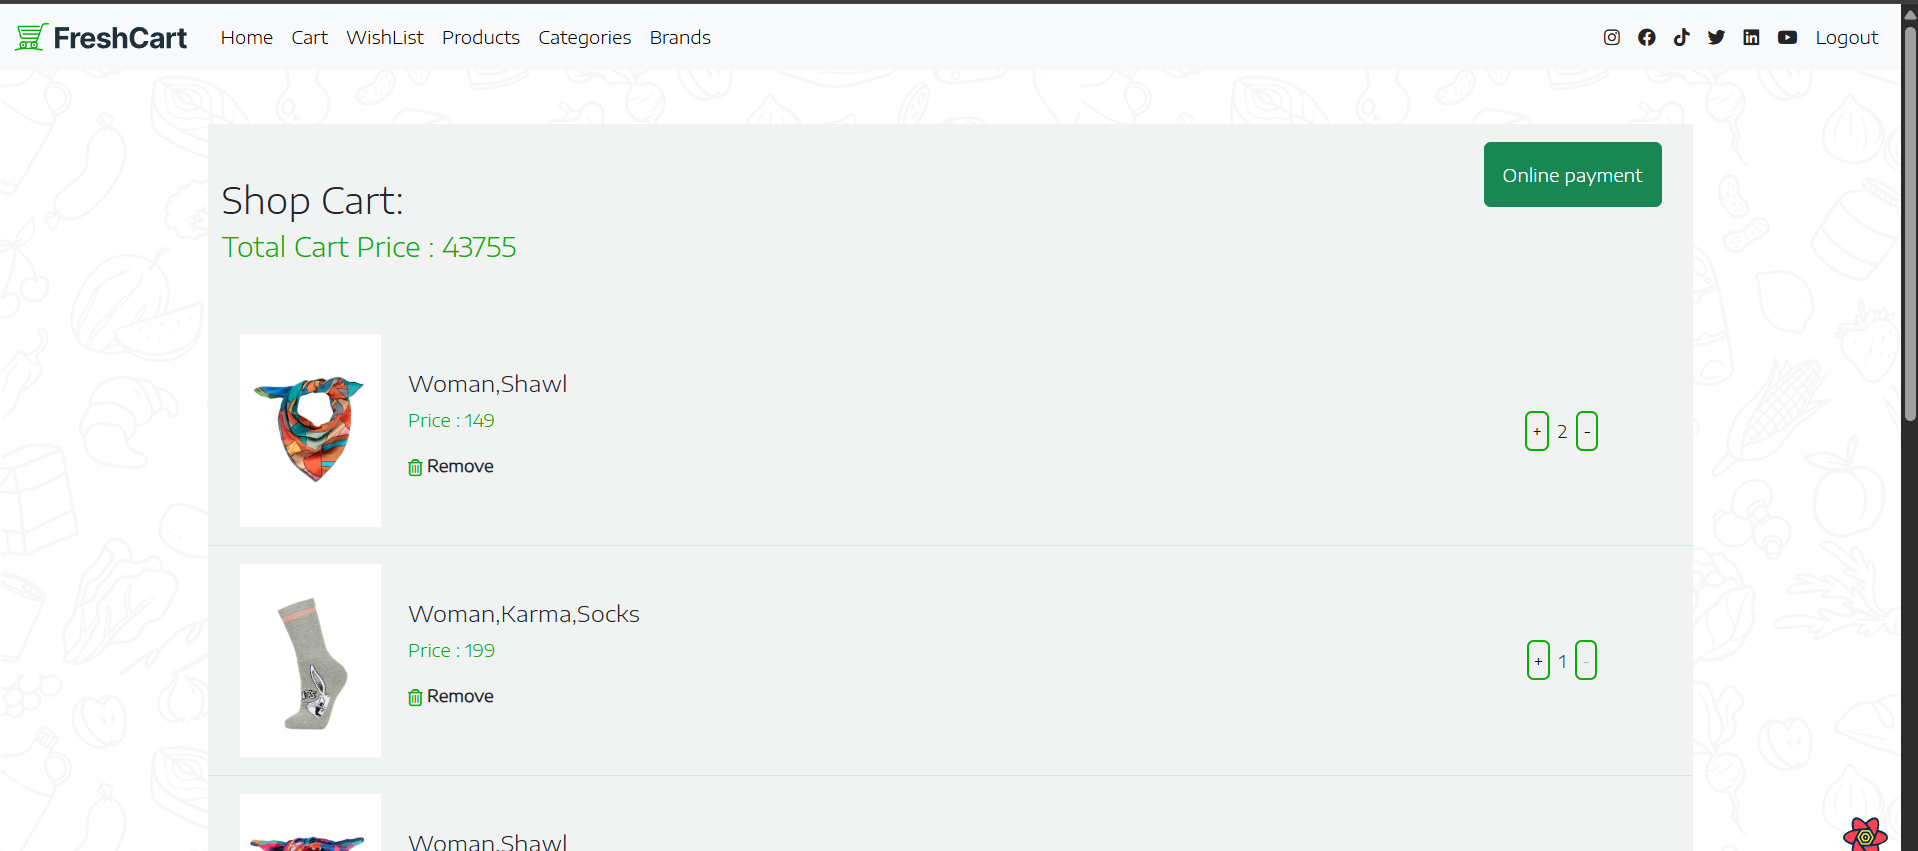 FreshCart Home Cart WishList Products Categories Brands Logout
Online payment
Shop Cart:
Total Cart Price : 43755
Woman,Shawl
Price : 149
Remove
+ 2 -
Woman,Karma,Socks
Price : 199
Remove
+ 1 -
Woman,Shawl